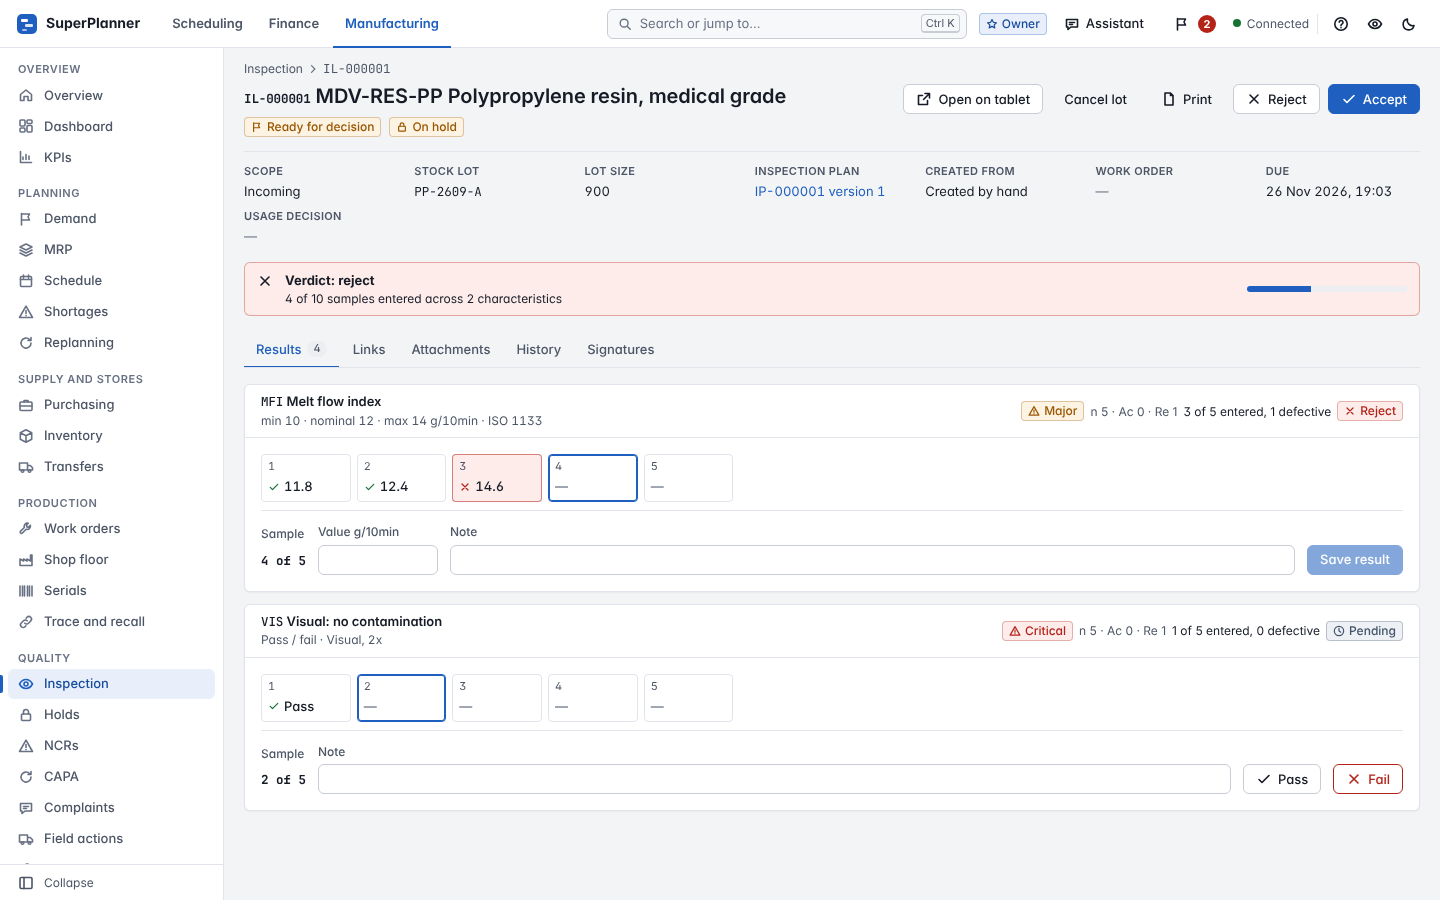 SuperPlanner
Scheduling
Finance
Manufacturing
Search or jump to...
Ctrl K
Owner
Assistant
2
Connected
OVERVIEW
Overview
Dashboard
KPIs
PLANNING
Demand
MRP
Schedule
Shortages
Replanning
SUPPLY AND STORES
Purchasing
Inventory
Transfers
PRODUCTION
Work orders
Shop floor
Serials
Trace and recall
QUALITY
Inspection
Holds
NCRs
CAPA
Complaints
Field actions
Collapse
Inspection > IL-000001
IL-000001 MDV-RES-PP Polypropylene resin, medical grade
Open on tablet
Cancel lot
Print
Reject
Accept
Ready for decision
On hold
SCOPE
Incoming
STOCK LOT
PP-2609-A
LOT SIZE
900
INSPECTION PLAN
IP-000001 version 1
CREATED FROM
Created by hand
WORK ORDER
—
DUE
26 Nov 2026, 19:03
USAGE DECISION
—
Verdict: reject
4 of 10 samples entered across 2 characteristics
Results 4
Links
Attachments
History
Signatures
MFI Melt flow index
min 10 · nominal 12 · max 14 g/10min · ISO 1133
Major
n 5 · Ac 0 · Re 1 3 of 5 entered, 1 defective
Reject
1
11.8
2
12.4
3
14.6
4
—
5
—
Sample
4 of 5
Value g/10min
Note
Save result
VIS Visual: no contamination
Pass / fail · Visual, 2x
Critical
n 5 · Ac 0 · Re 1 1 of 5 entered, 0 defective
Pending
1
Pass
2
—
3
—
4
—
5
—
Sample
2 of 5
Note
Pass
Fail